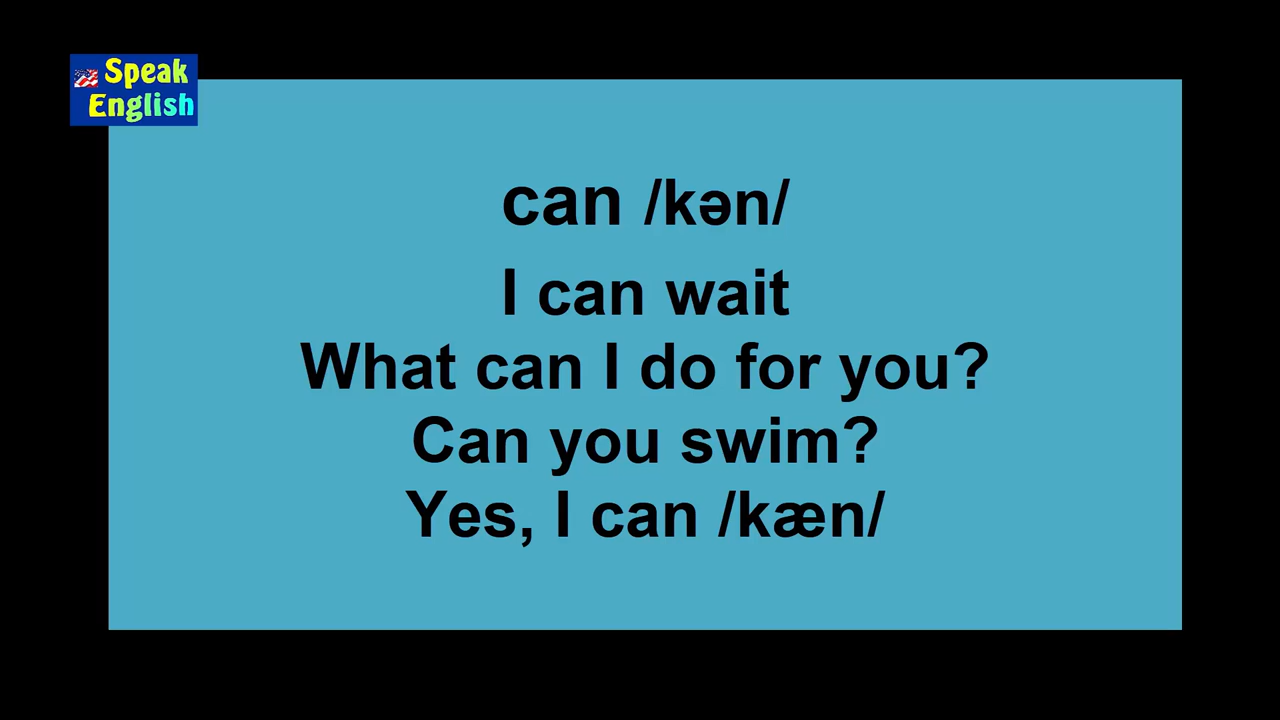 Speak
English
can /kən/
I can wait
What can I do for you?
Can you swim?
Yes, I can /kæn/